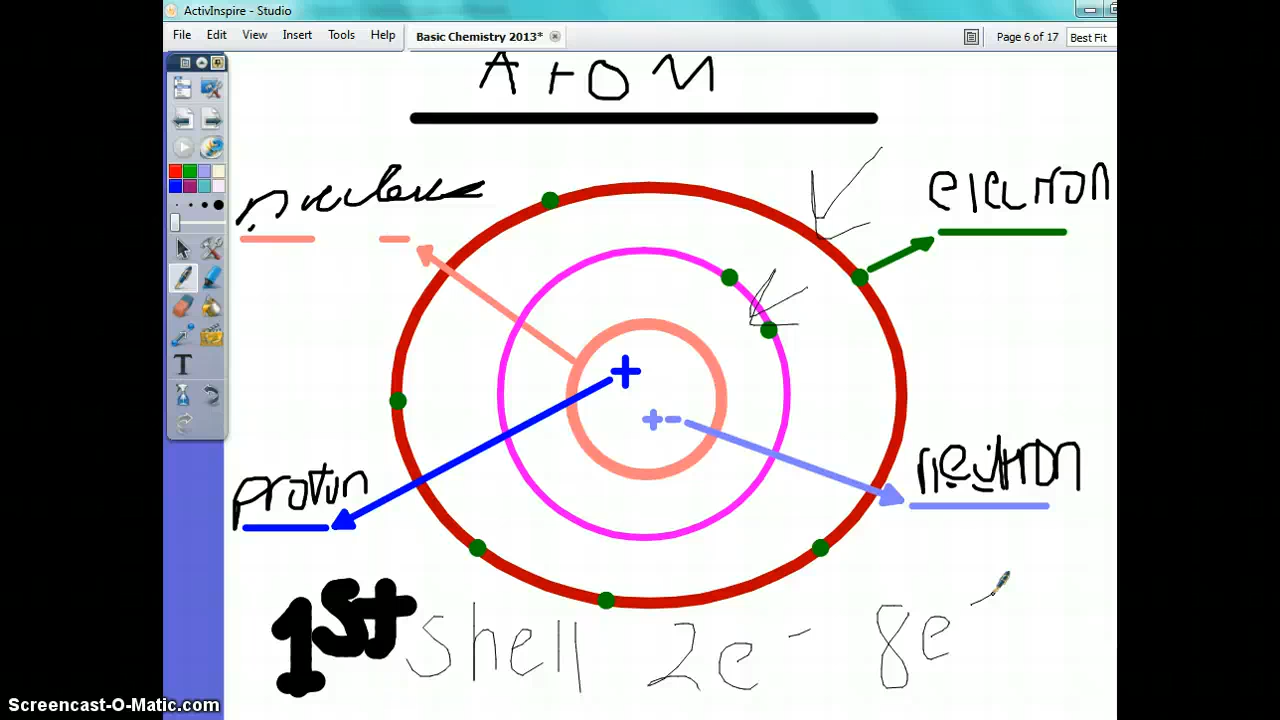 ActivInspire - Studio
File Edit View Insert Tools Help Basic Chemistry 2013* Page 6 of 17 Best Fit
ATOM
nucleus
electron
T
proton
neutron
1st shell 2e⁻ 8e⁻
Screencast-O-Matic.com